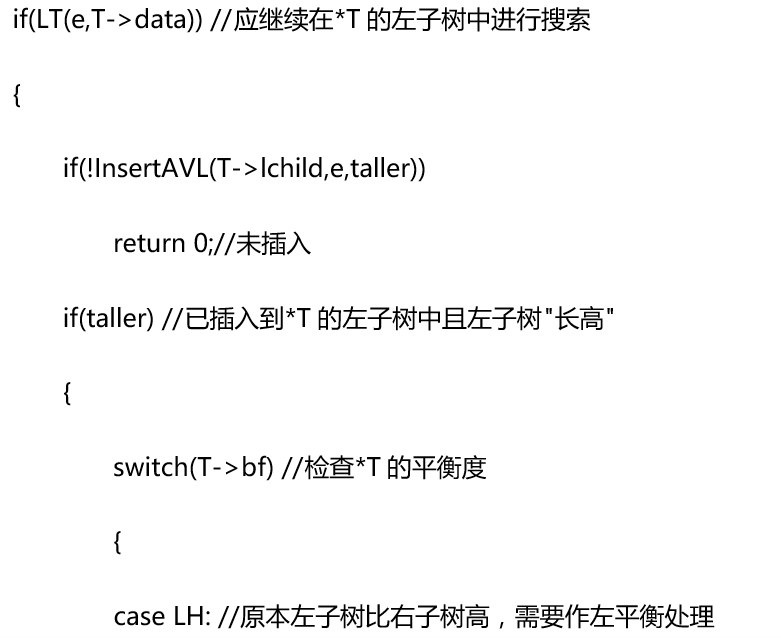 if(LT(e,T->data)) //应继续在*T 的左子树中进行搜索
{
if(!InsertAVL(T->lchild,e,taller))
return 0;//未插入
if(taller) //已插入到*T 的左子树中且左子树"长高"
{
switch(T->bf) //检查*T 的平衡度
{
case LH: //原本左子树比右子树高，需要作左平衡处理